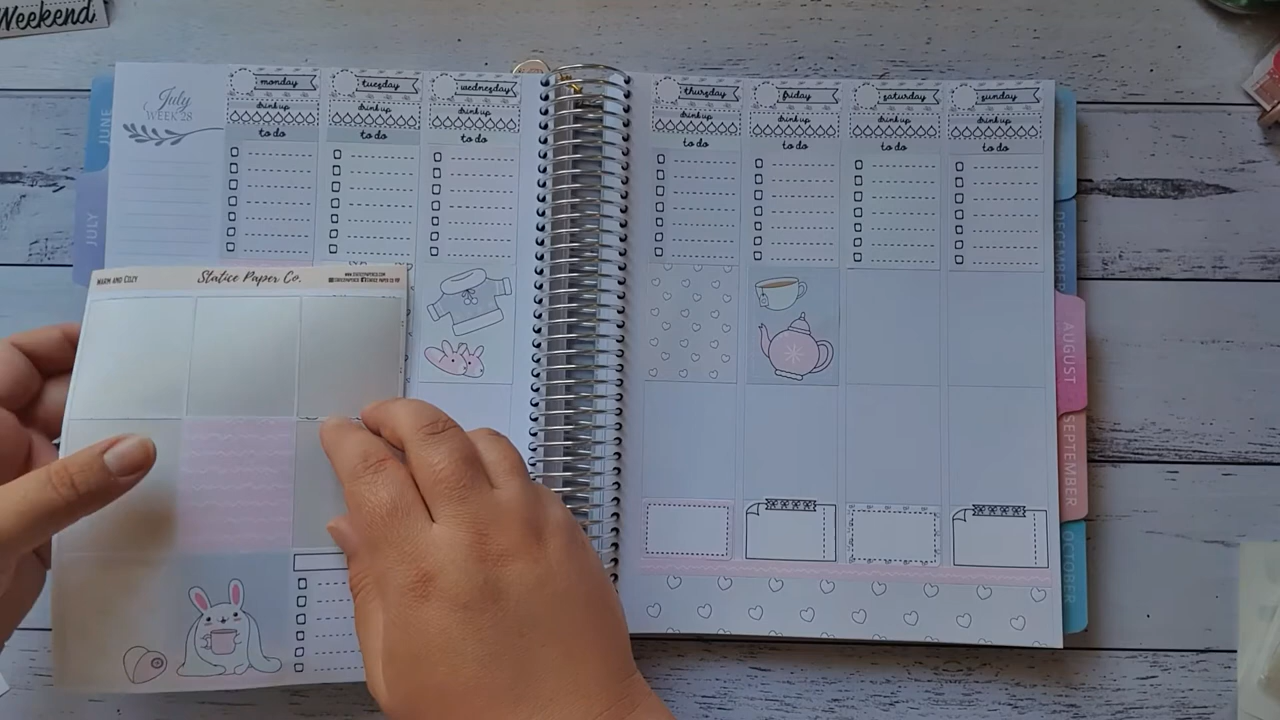 Weekend
July
WEEK 28
monday
tuesday
wednesday
thursday
friday
saturday
sunday
drink up
drink up
drink up
drink up
drink up
drink up
drink up
to do
to do
to do
to do
to do
to do
to do
JUNE
JULY
WARM AND COZY
Statice Paper Co.
DECEMBER
AUGUST
SEPTEMBER
OCTOBER